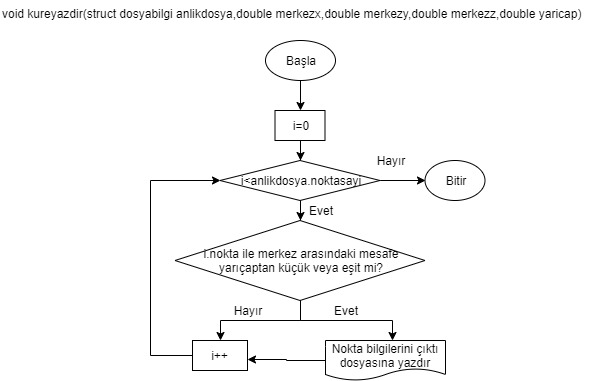 void kureyazdir(struct dosyabilgi anlikdosya,double merkezx,double merkezy,double merkezz,double yaricap)
Başla
i=0
Hayır
i<anlikdosya.noktasayi
Bitir
Evet
i.nokta ile merkez arasındaki mesafe
yarıçaptan küçük veya eşit mi?
Hayır
Evet
i++
Nokta bilgilerini çıktı
dosyasına yazdır